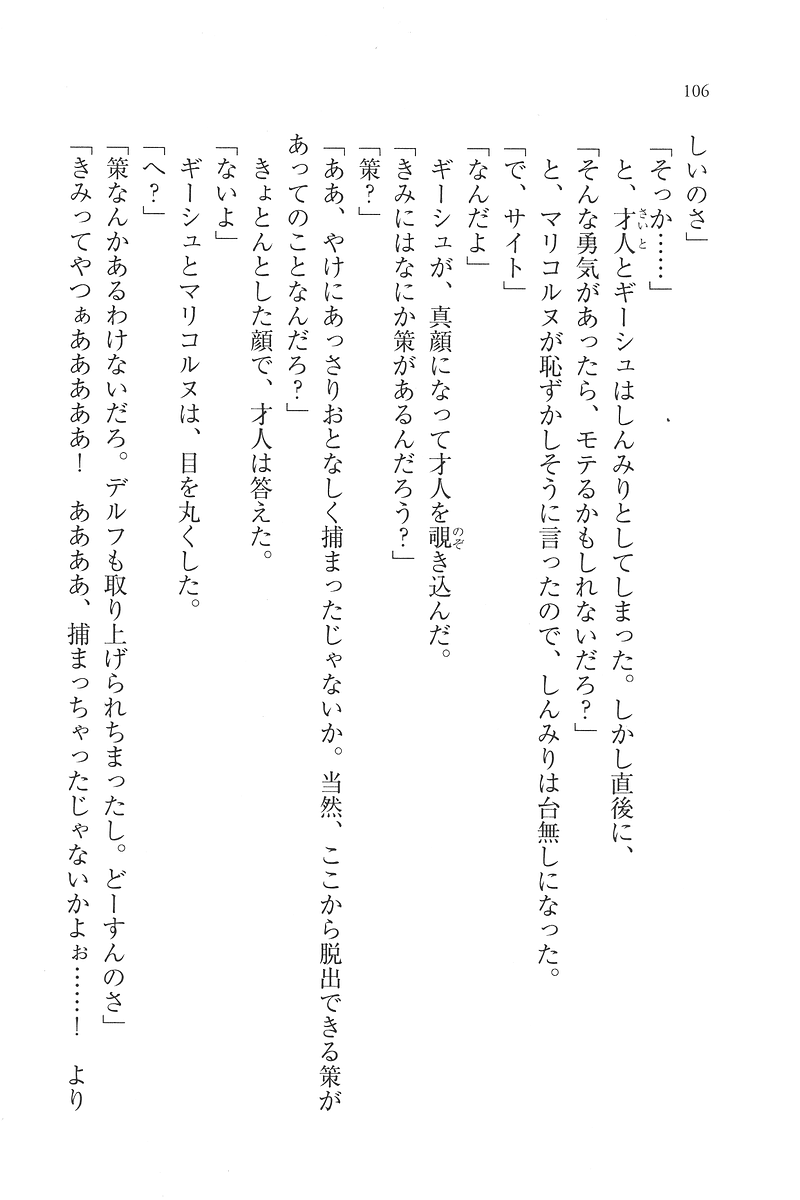 106
しいのさ」
「そっか……」
と、才人とギーシュはしんみりとしてしまった。しかし直後に、
「そんな勇気があったら、モテるかもしれないだろ？」
と、マリコルヌが恥ずかしそうに言ったので、しんみりは台無しになった。
「で、サイト」
「なんだよ」
ギーシュが、真顔になって才人を覗き込んだ。
「きみにはなにか策があるんだろう？」
「策？」
「ああ、やけにあっさりおとなしく捕まったじゃないか。当然、ここから脱出できる策が
あってのことなんだろ？」
きょとんとした顔で、才人は答えた。
「ないよ」
ギーシュとマリコルヌは、目を丸くした。
「へ？」
「策なんかあるわけないだろ。デルフも取り上げられちまったし。どーすんのさ」
「きみってやつぁあああああ！　ああああ、捕まっちゃったじゃないかよぉ……！　より